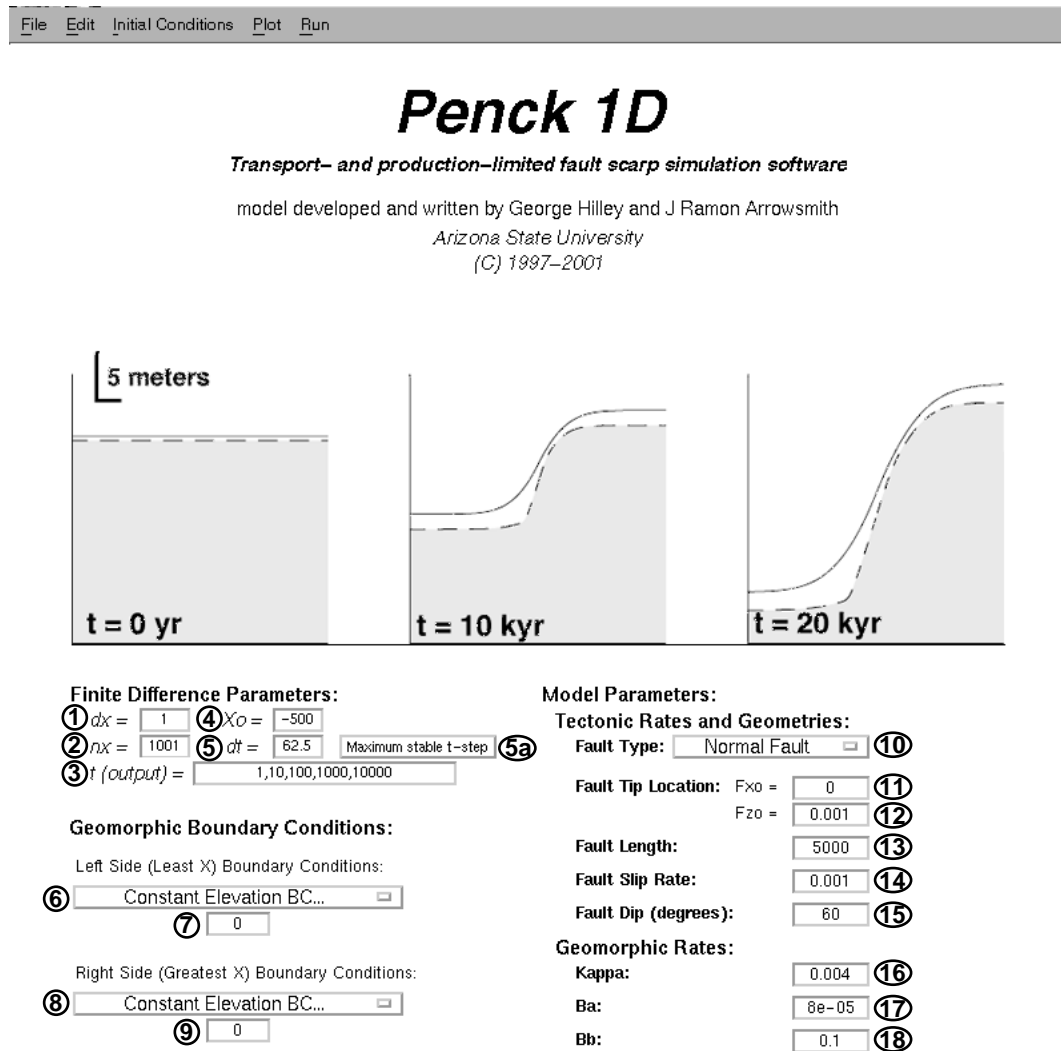 File Edit Initial Conditions Plot Run
Penck 1D
Transport– and production–limited fault scarp simulation software
model developed and written by George Hilley and J Ramon Arrowsmith
Arizona State University
(C) 1997–2001
5 meters
t = 0 yr
t = 10 kyr
t = 20 kyr
Finite Difference Parameters:
1 dx = 1 4 Xo = -500
2 nx = 1001 5 dt = 62.5 Maximum stable t-step 5a
3 t (output) = 1,10,100,1000,10000
Geomorphic Boundary Conditions:
Left Side (Least X) Boundary Conditions:
6 Constant Elevation BC...
7 0
Right Side (Greatest X) Boundary Conditions:
8 Constant Elevation BC...
9 0
Model Parameters:
Tectonic Rates and Geometries:
Fault Type: Normal Fault 10
Fault Tip Location: Fxo = 0 11
Fzo = 0.001 12
Fault Length: 5000 13
Fault Slip Rate: 0.001 14
Fault Dip (degrees): 60 15
Geomorphic Rates:
Kappa: 0.004 16
Ba: 8e-05 17
Bb: 0.1 18